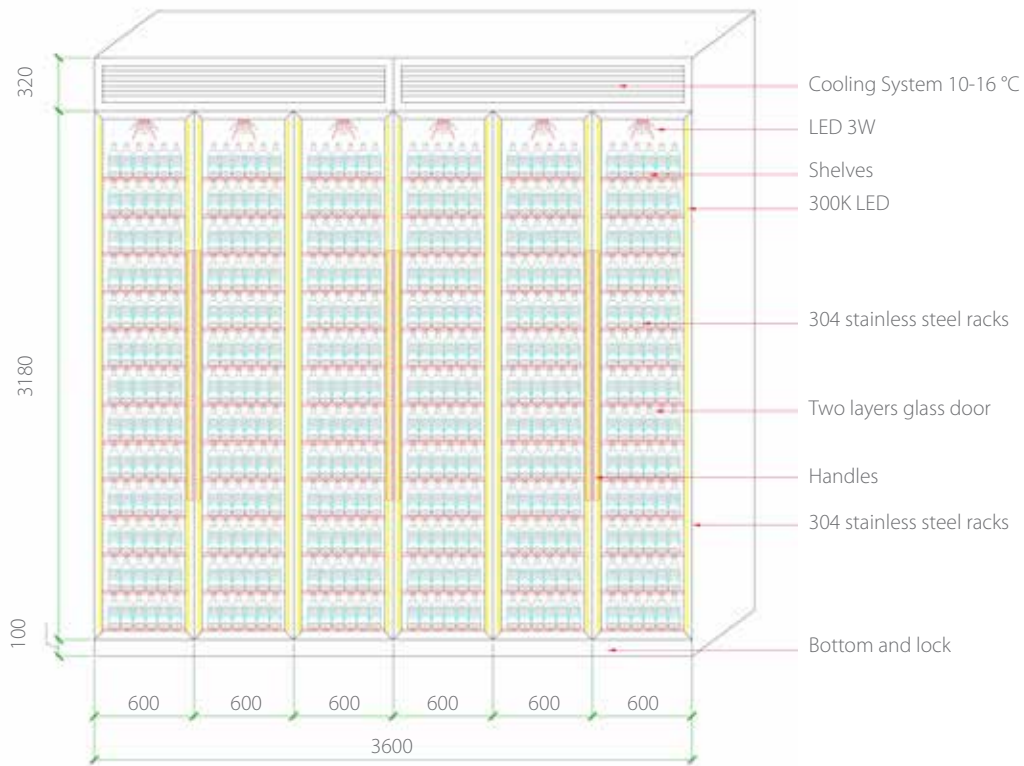 320
Cooling System 10-16 °C
LED 3W
Shelves
300K LED
304 stainless steel racks
3180
Two layers glass door
Handles
304 stainless steel racks
100
Bottom and lock
600 600 600 600 600 600
3600